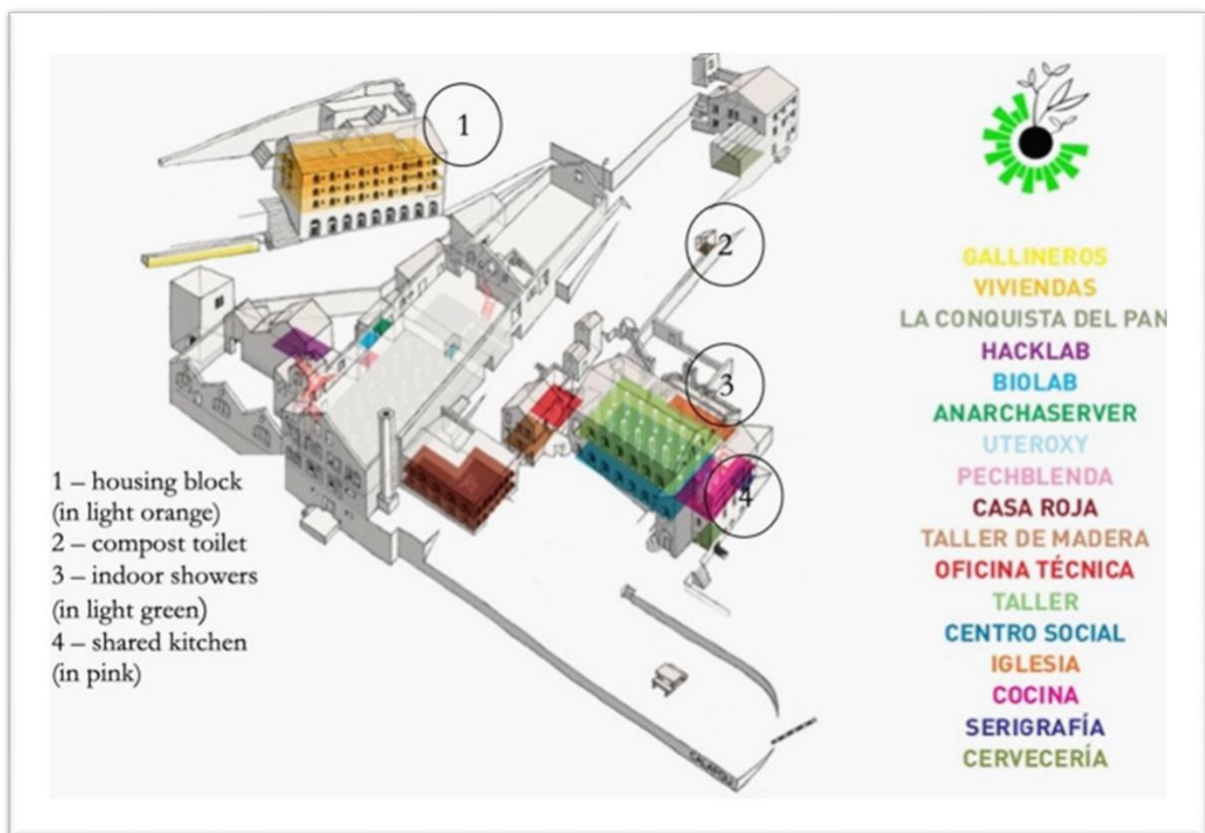 1
2
3
4
1 – housing block
(in light orange)
2 – compost toilet
3 – indoor showers
(in light green)
4 – shared kitchen
(in pink)
GALLINEROS
VIVIENDAS
LA CONQUISTA DEL PAN
HACKLAB
BIOLAB
ANARCHASERVER
UTEROXY
PECHBLENDA
CASA ROJA
TALLER DE MADERA
OFICINA TÉCNICA
TALLER
CENTRO SOCIAL
IGLESIA
COCINA
SERIGRAFÍA
CERVECERÍA